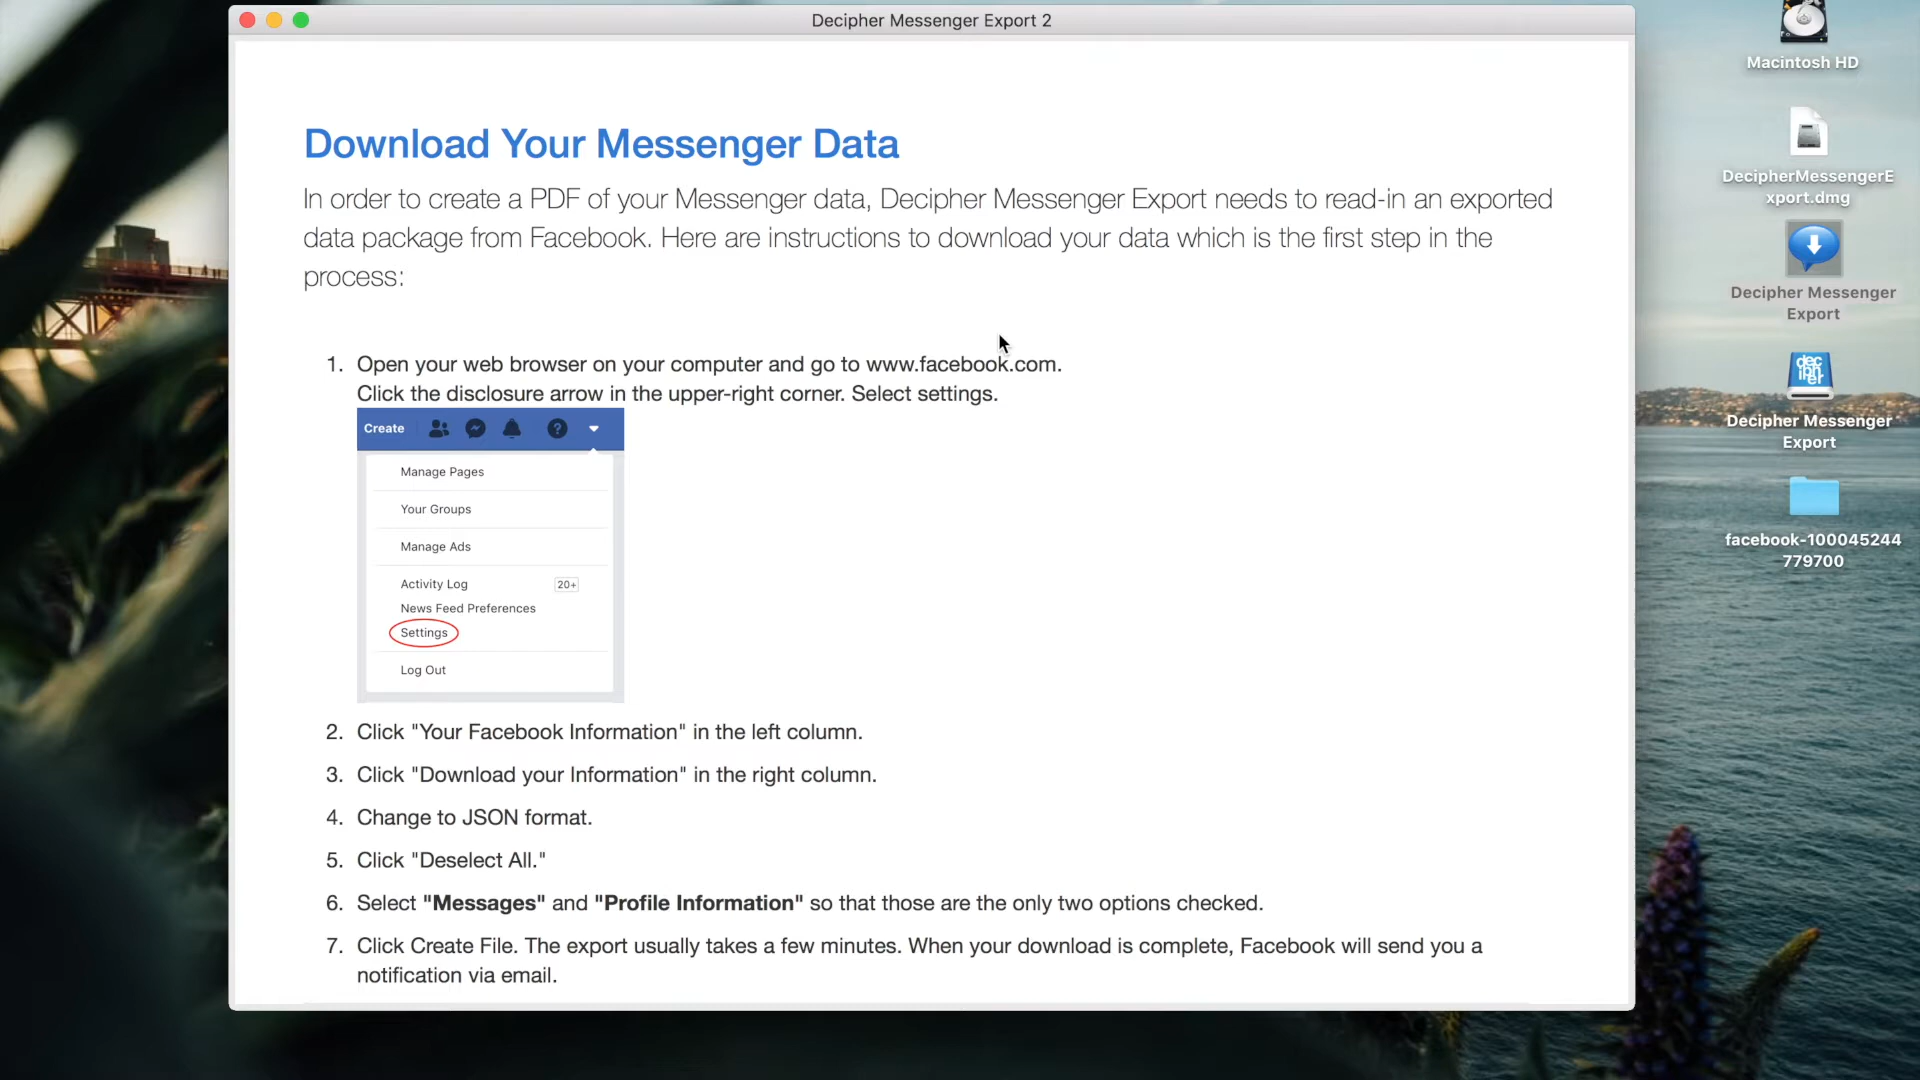 Decipher Messenger Export 2
Download Your Messenger Data
In order to create a PDF of your Messenger data, Decipher Messenger Export needs to read-in an exported
data package from Facebook. Here are instructions to download your data which is the first step in the
process:
1. Open your web browser on your computer and go to www.facebook.com.
Click the disclosure arrow in the upper-right corner. Select settings.
Create
Manage Pages
Your Groups
Manage Ads
Activity Log 20+
News Feed Preferences
Settings
Log Out
2. Click "Your Facebook Information" in the left column.
3. Click "Download your Information" in the right column.
4. Change to JSON format.
5. Click "Deselect All."
6. Select "Messages" and "Profile Information" so that those are the only two options checked.
7. Click Create File. The export usually takes a few minutes. When your download is complete, Facebook will send you a
notification via email.
Macintosh HD
DecipherMessengerE
xport.dmg
Decipher Messenger
Export
dec
iph
er
Decipher Messenger
Export
facebook-100045244
779700